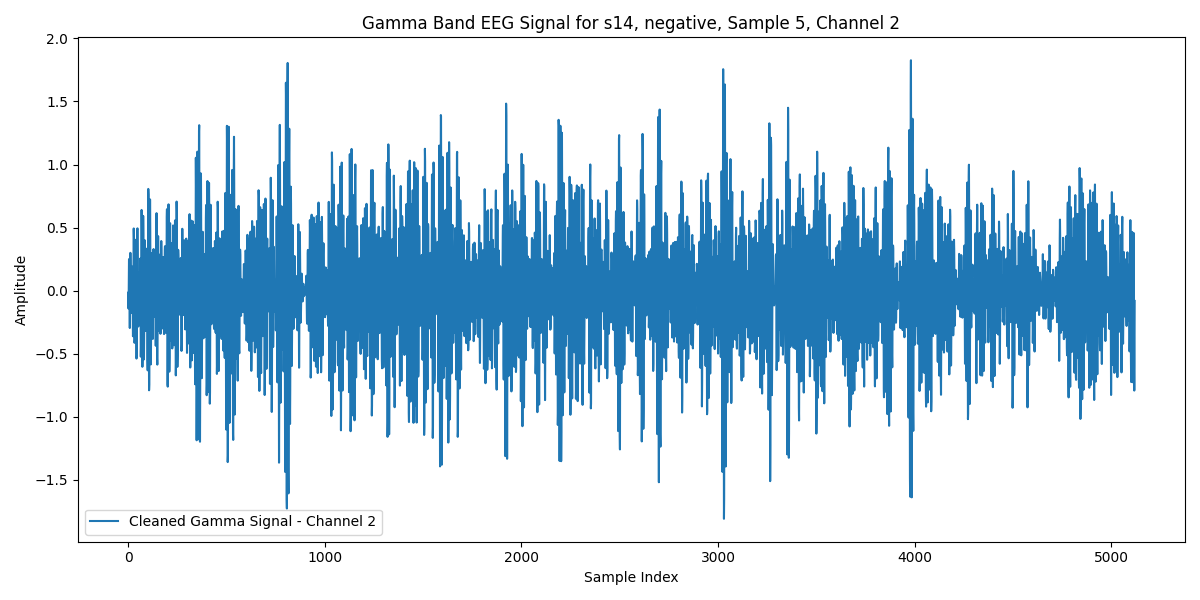 Gamma Band EEG Signal for s14, negative, Sample 5, Channel 2
2.0
1.5
1.0
0.5
0.0
−0.5
−1.0
−1.5
Amplitude
Cleaned Gamma Signal - Channel 2
0 1000 2000 3000 4000 5000
Sample Index